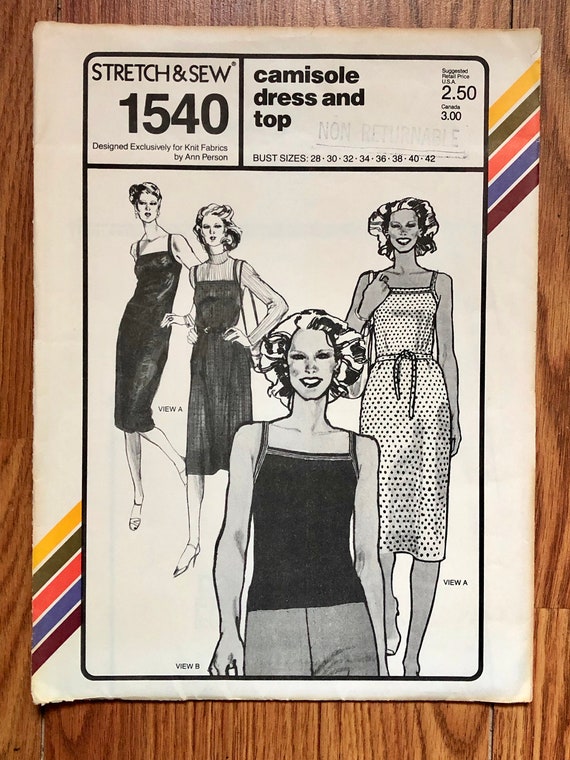 STRETCH & SEW®
1540
Designed Exclusively for Knit Fabrics
by Ann Person
camisole
dress and
top
NON RETURNABLE
BUST SIZES: 28 • 30 • 32 • 34 • 36 • 38 • 40 • 42
Suggested
Retail Price
U.S.A.
2.50
Canada
3.00
VIEW A
VIEW A
VIEW B